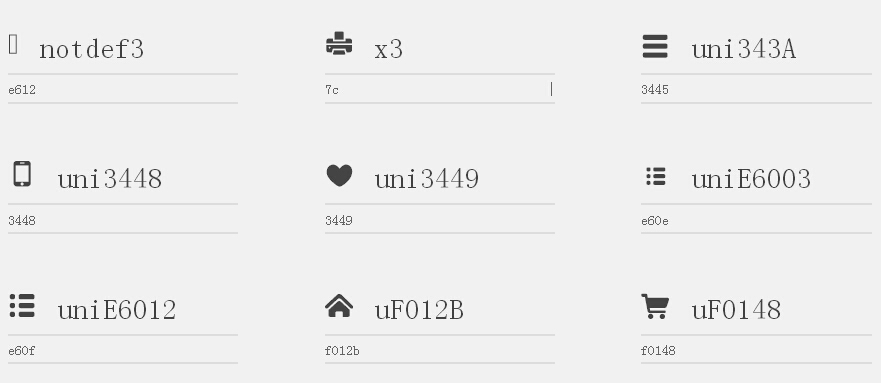 notdef3
x3
uni343A
e612
7c |
3445
uni3448
uni3449
uniE6003
3448
3449
e60e
uniE6012
uF012B
uF0148
e60f
f012b
f0148